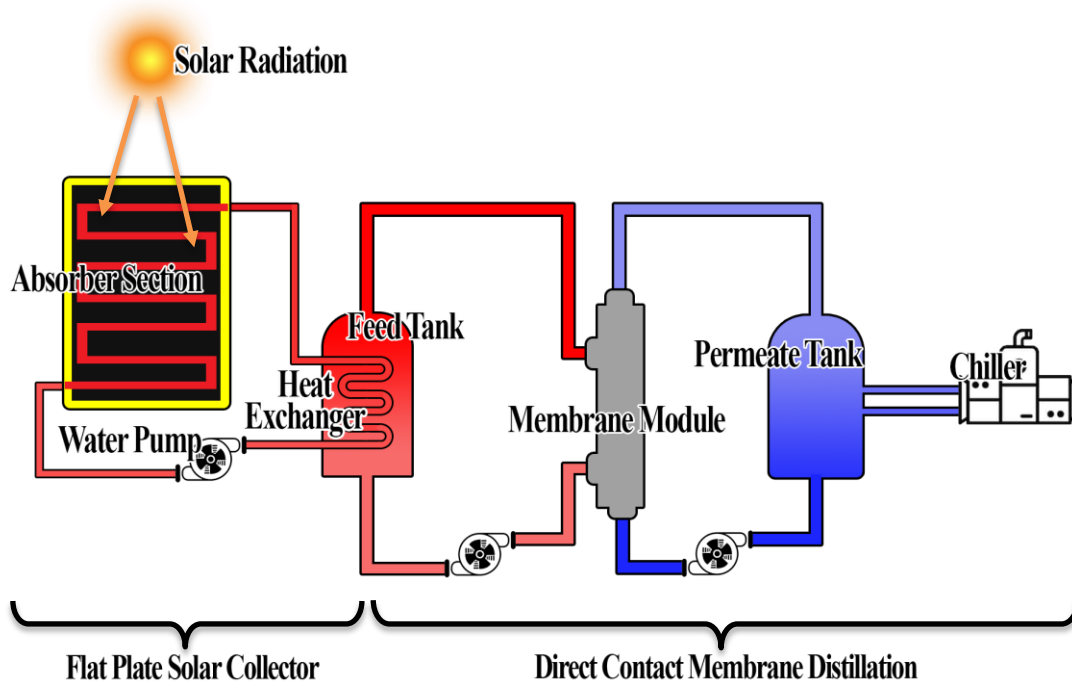 Solar Radiation
Absorber Section
Feed Tank
Permeate Tank
Chiller
Heat
Exchanger
Membrane Module
Water Pump
Flat Plate Solar Collector
Direct Contact Membrane Distillation